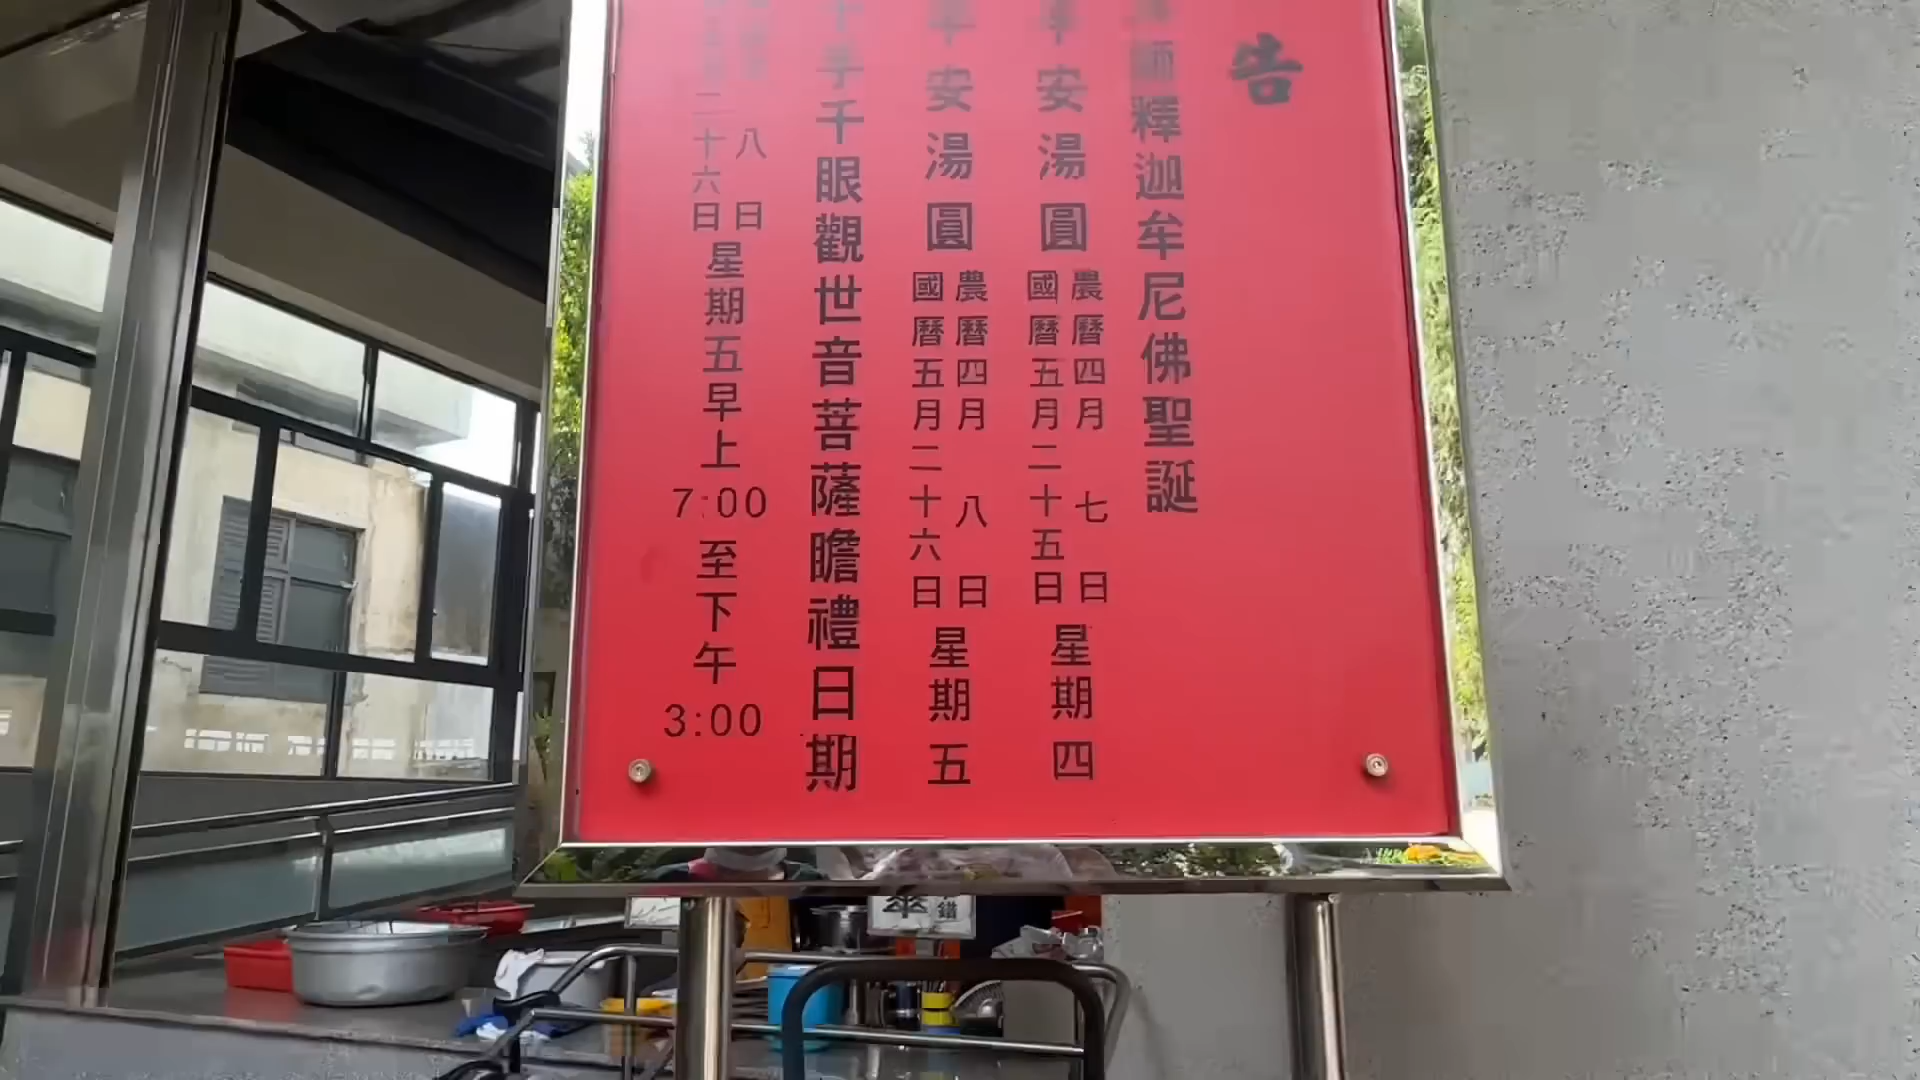 告
師釋迦牟尼佛聖誕
安湯圓
農曆四月七日
國曆五月二十五日
星期四
安湯圓
農曆四月八日
國曆五月二十六日
星期五
手千眼觀世音菩薩瞻禮日期
八日
二十六日
星期五早上
7:00
至下午
3:00